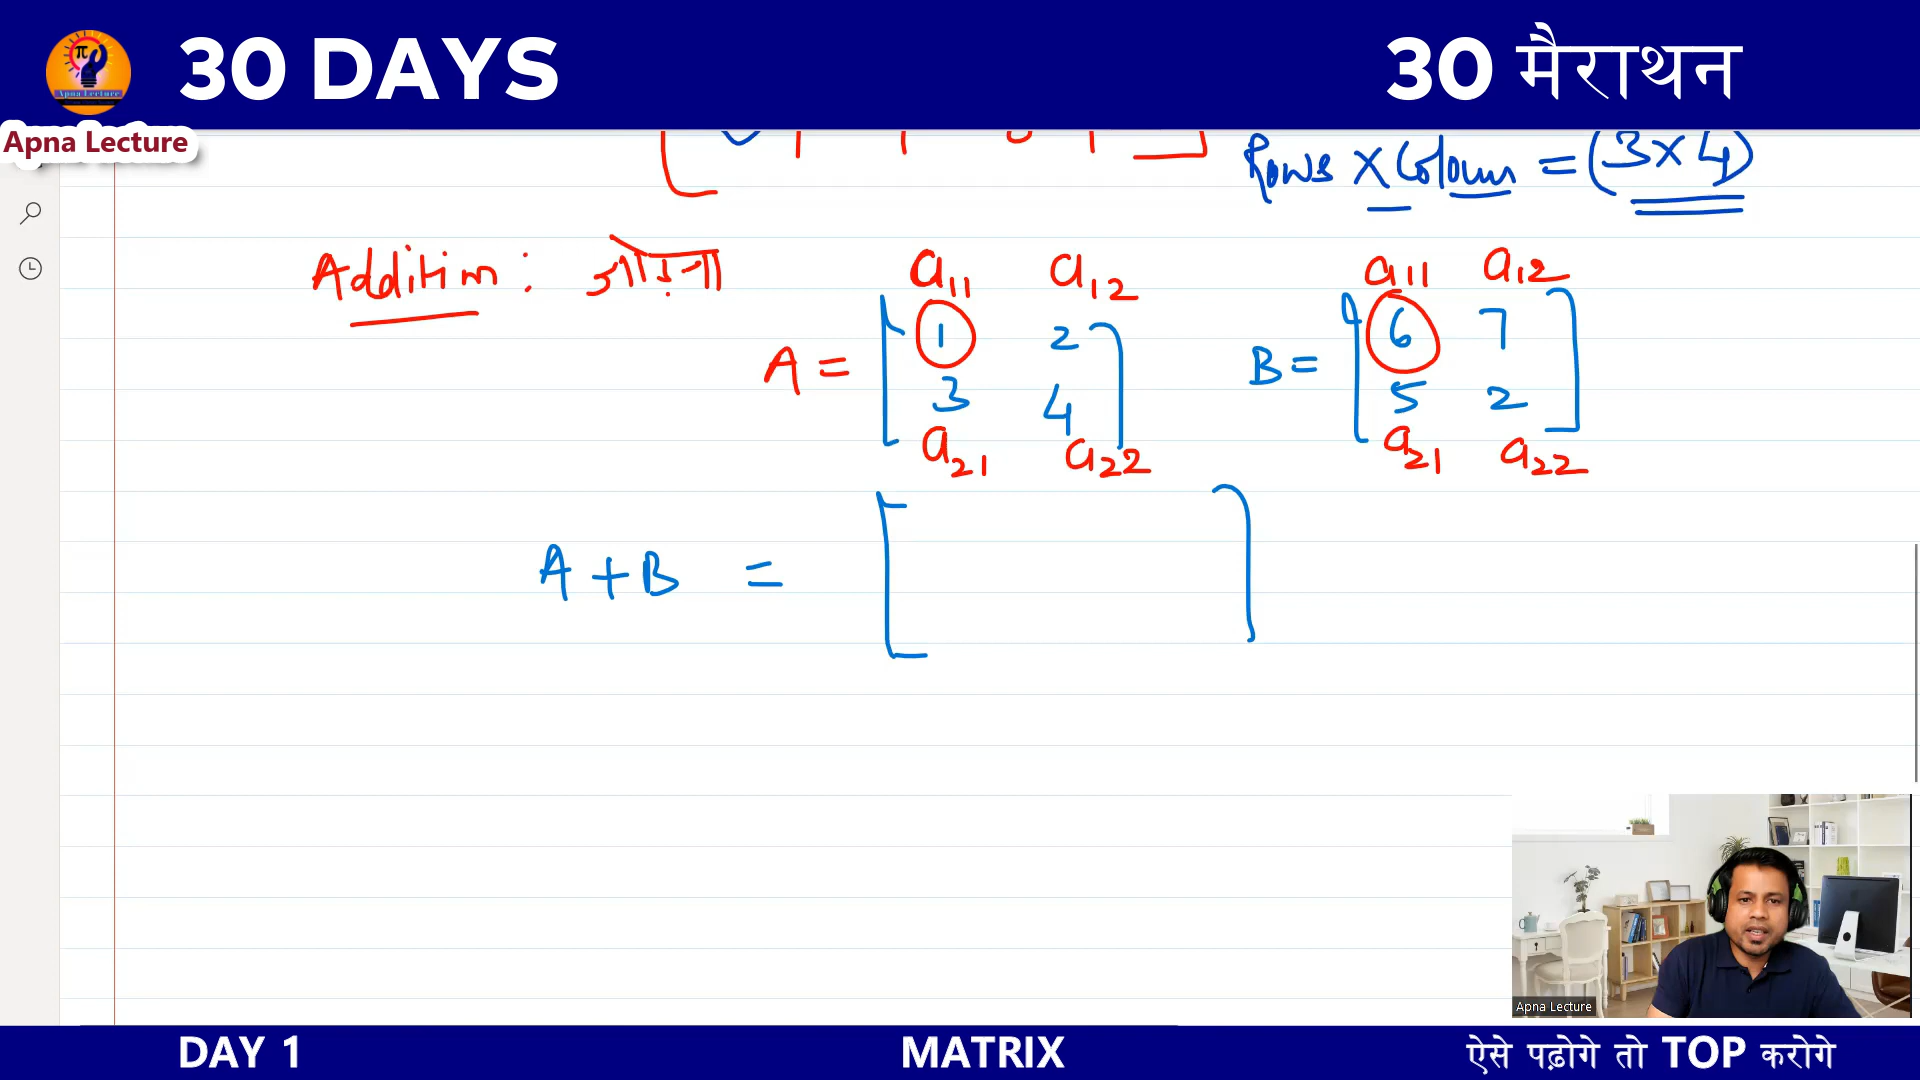 30 DAYS
30 मैराथन
Apna Lecture
Rows X Coloum = (3X4)
Addition : जोड़ना
a11 a12
a11 a12
A = [1 2
3 4]
B = [6 7
5 2]
a21 a22
a21 a22
A + B = [ ]
Apna Lecture
DAY 1
MATRIX
ऐसे पढ़ोगे तो TOP करोगे